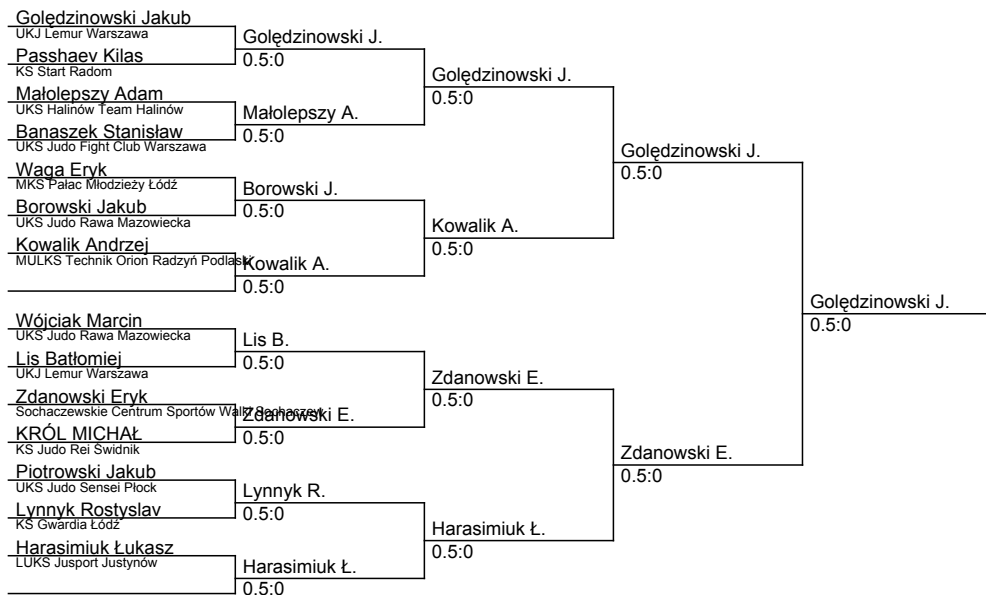 Golędzinowski Jakub
UKJ Lemur Warszawa
Passhaev Kilas
KS Start Radom
Małolepszy Adam
UKS Halinów Team Halinów
Banaszek Stanisław
UKS Judo Fight Club Warszawa
Waga Eryk
MKS Pałac Młodzieży Łódź
Borowski Jakub
UKS Judo Rawa Mazowiecka
Kowalik Andrzej
MULKS Technik Orion Radzyń Podlaski
Wójciak Marcin
UKS Judo Rawa Mazowiecka
Lis Batłomiej
UKJ Lemur Warszawa
Zdanowski Eryk
Sochaczewskie Centrum Sportów Walki Sochaczew
KRÓL MICHAŁ
KS Judo Rei Świdnik
Piotrowski Jakub
UKS Judo Sensei Płock
Lynnyk Rostyslav
KS Gwardia Łódź
Harasimiuk Łukasz
LUKS Jusport Justynów
Golędzinowski J.
0.5:0
Małolepszy A.
0.5:0
Borowski J.
0.5:0
Kowalik A.
0.5:0
Lis B.
0.5:0
Zdanowski E.
0.5:0
Lynnyk R.
0.5:0
Harasimiuk Ł.
0.5:0
Golędzinowski J.
0.5:0
Kowalik A.
0.5:0
Zdanowski E.
0.5:0
Harasimiuk Ł.
0.5:0
Golędzinowski J.
0.5:0
Zdanowski E.
0.5:0
Golędzinowski J.
0.5:0